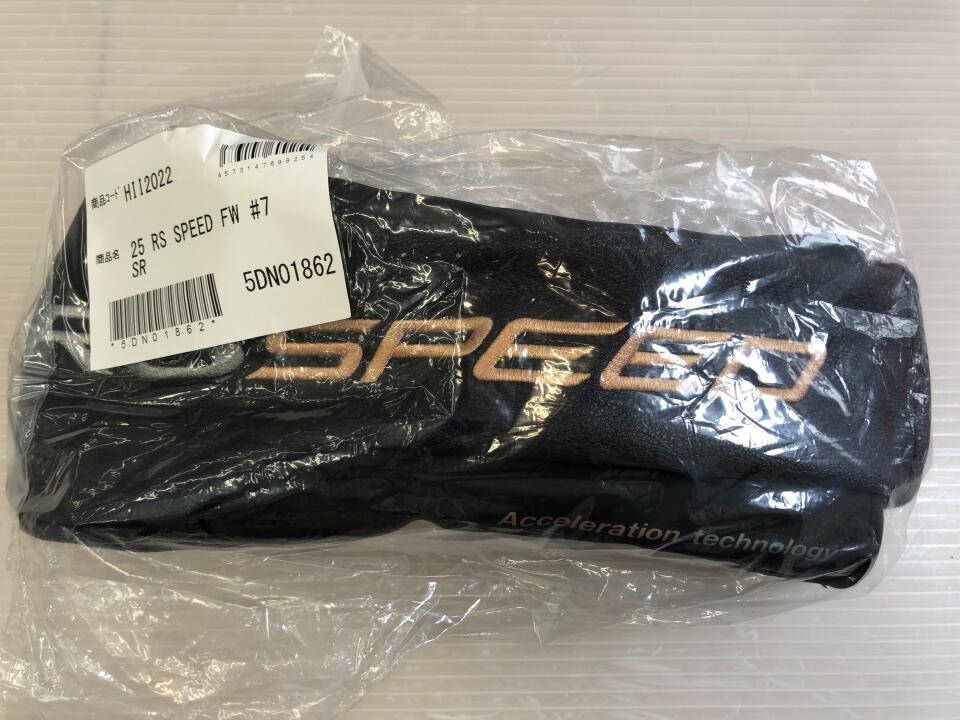 4573147699254
商品コード HII2022
商品名 25 RS SPEED FW #7
SR
5DN01862
*5DN01862*
SPEED
Acceleration technology